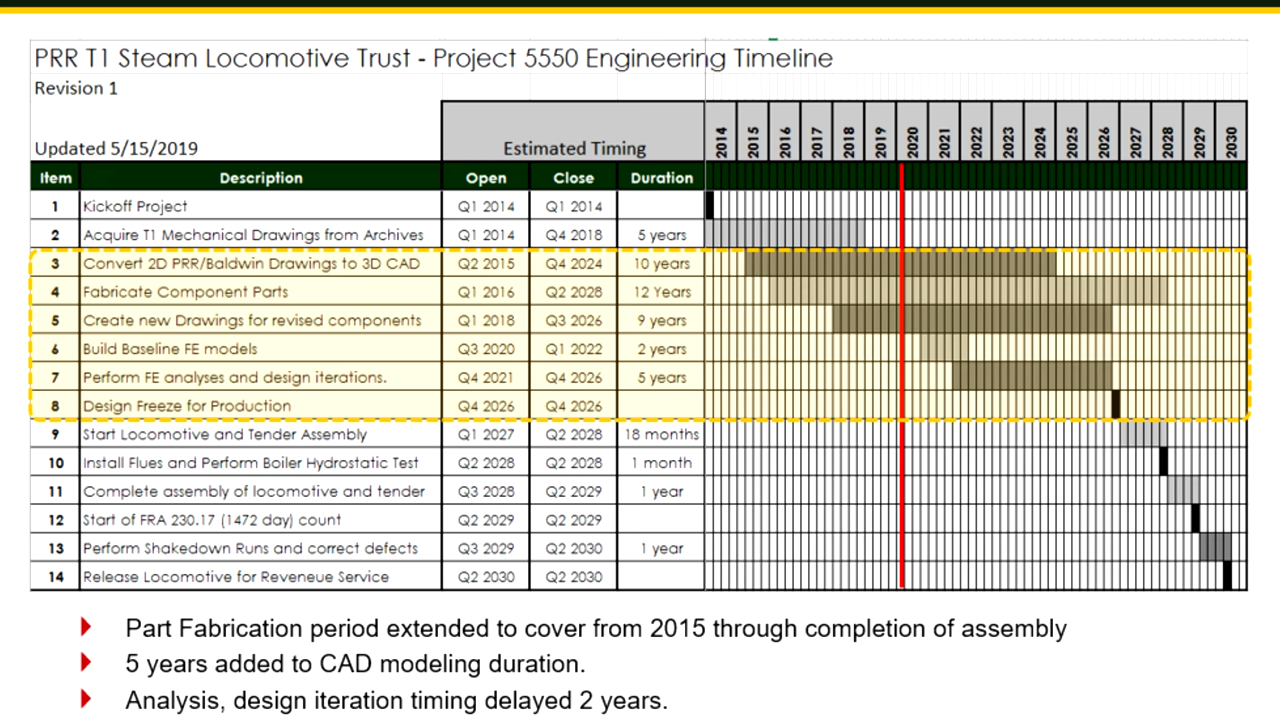 PRR T1 Steam Locomotive Trust - Project 5550 Engineering Timeline
Revision 1
Updated 5/15/2019 Estimated Timing 2014 2015 2016 2017 2018 2019 2020 2021 2022 2023 2024 2025 2026 2027 2028 2029 2030
Item Description Open Close Duration
1 Kickoff Project Q1 2014 Q1 2014
2 Acquire T1 Mechanical Drawings from Archives Q1 2014 Q4 2018 5 years
3 Convert 2D PRR/Baldwin Drawings to 3D CAD Q2 2015 Q4 2024 10 years
4 Fabricate Component Parts Q1 2016 Q2 2028 12 Years
5 Create new Drawings for revised components Q1 2018 Q3 2026 9 years
6 Build Baseline FE models Q3 2020 Q1 2022 2 years
7 Perform FE analyses and design iterations. Q4 2021 Q4 2026 5 years
8 Design Freeze for Production Q4 2026 Q4 2026
9 Start Locomotive and Tender Assembly Q1 2027 Q2 2028 18 months
10 Install Flues and Perform Boiler Hydrostatic Test Q2 2028 Q2 2028 1 month
11 Complete assembly of locomotive and tender Q3 2028 Q2 2029 1 year
12 Start of FRA 230.17 (1472 day) count Q2 2029 Q2 2029
13 Perform Shakedown Runs and correct defects Q3 2029 Q2 2030 1 year
14 Release Locomotive for Reveneue Service Q2 2030 Q2 2030
Part Fabrication period extended to cover from 2015 through completion of assembly
5 years added to CAD modeling duration.
Analysis, design iteration timing delayed 2 years.